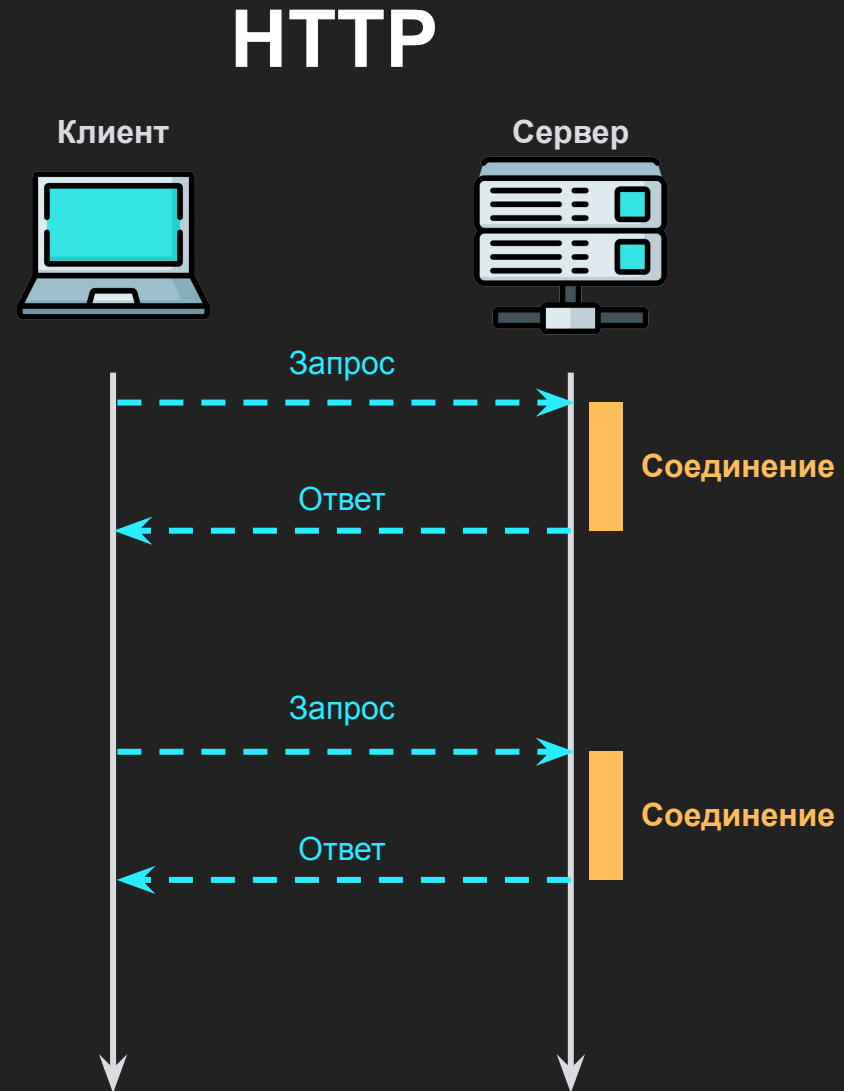 HTTP
Клиент
Сервер
Запрос
Соединение
Ответ
Запрос
Соединение
Ответ